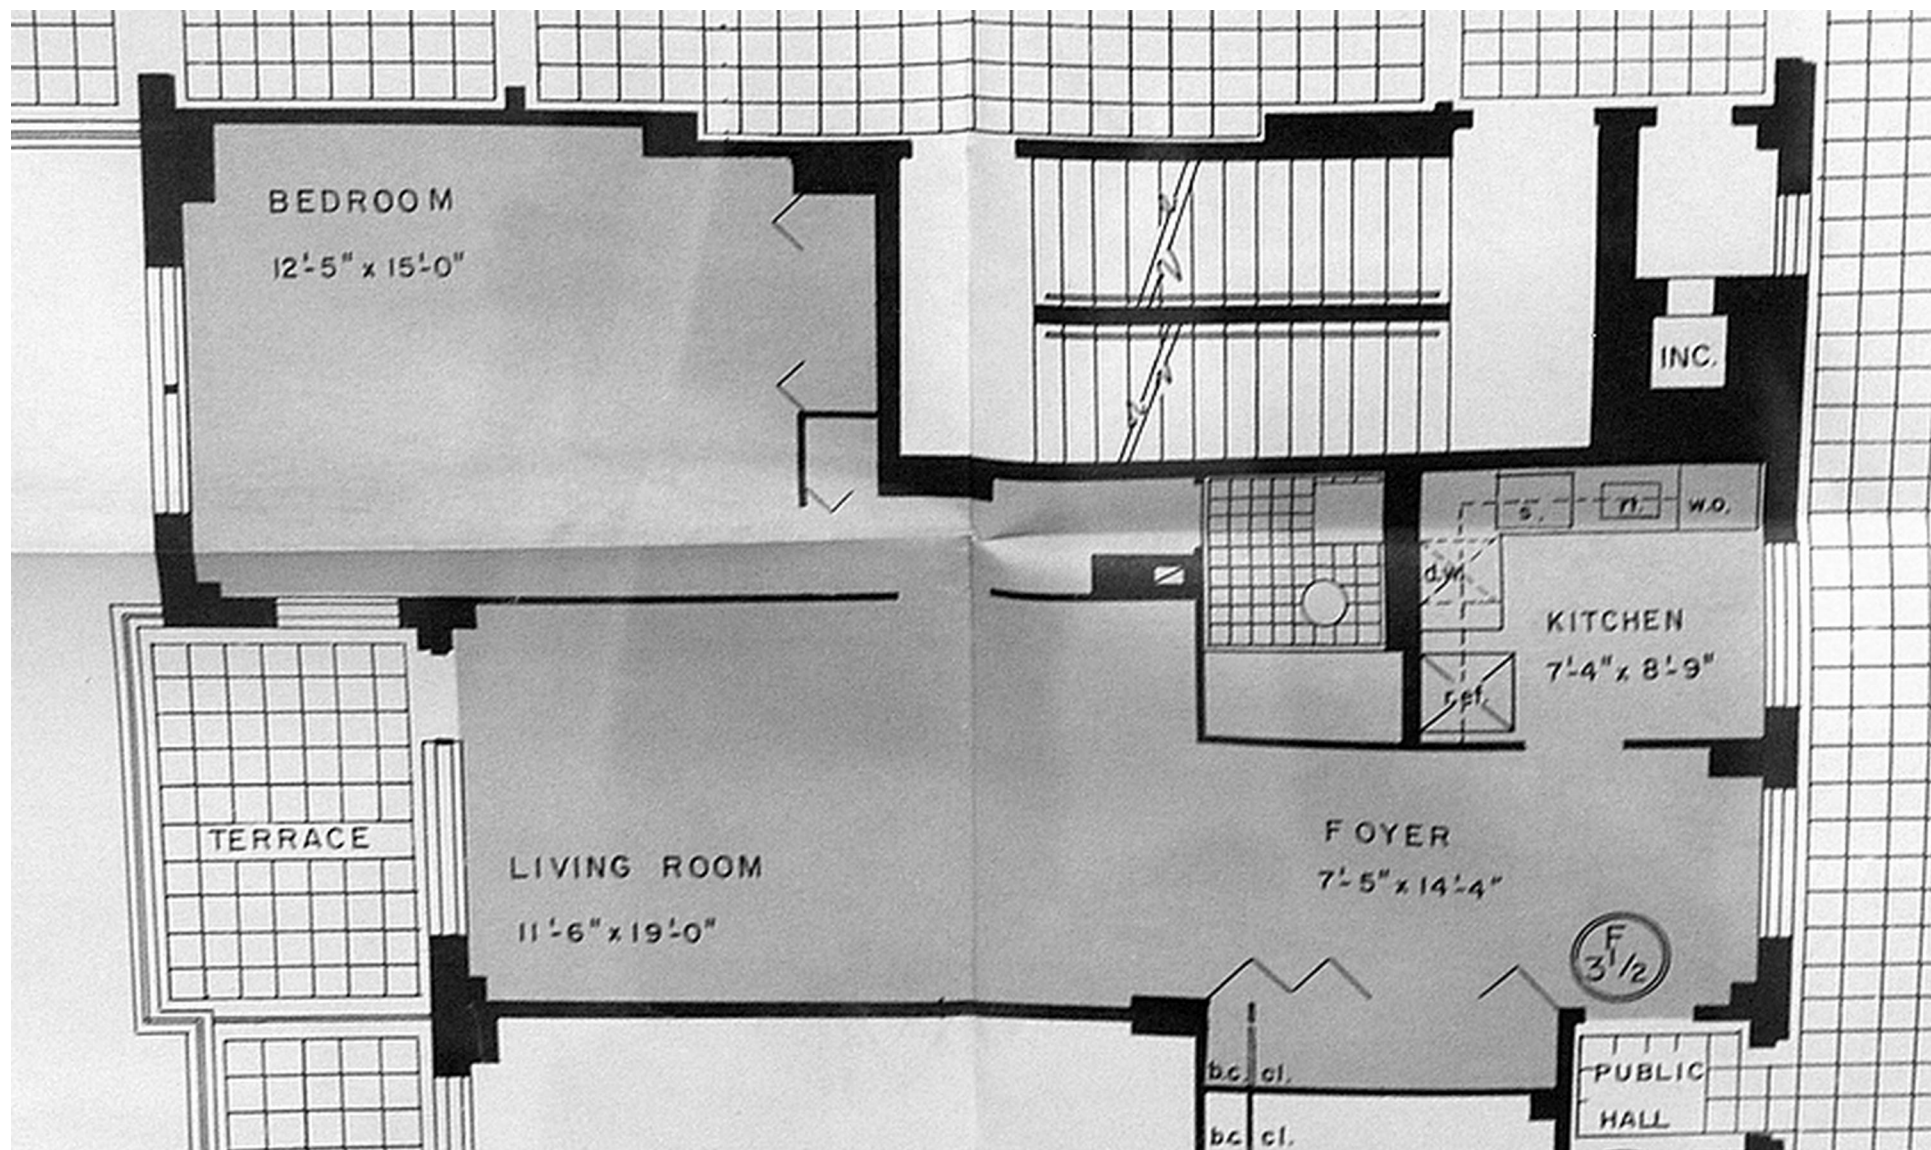 BEDROOM
12'-5" x 15'-0"
INC.
s.
rt.
w.o.
d.w.
KITCHEN
7'-4" x 8'-9"
ref.
TERRACE
LIVING ROOM
11'-6" x 19'-0"
FOYER
7'-5" x 14'-4"
F
3 1/2
b.c. cl.
PUBLIC
HALL
b.c. cl.